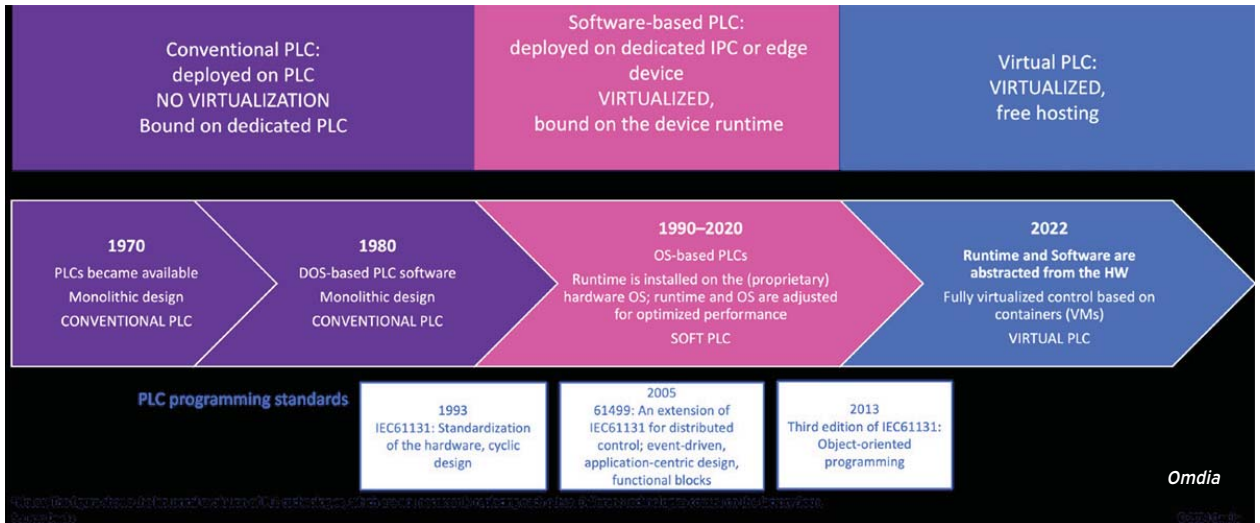 Conventional PLC:
deployed on PLC
NO VIRTUALIZATION
Bound on dedicated PLC
Software-based PLC:
deployed on dedicated IPC or edge
device
VIRTUALIZED,
bound on the device runtime
Virtual PLC:
VIRTUALIZED,
free hosting
1970
PLCs became available
Monolithic design
CONVENTIONAL PLC
1980
DOS-based PLC software
Monolithic design
CONVENTIONAL PLC
1990–2020
OS-based PLCs
Runtime is installed on the (proprietary)
hardware OS; runtime and OS are adjusted
for optimized performance
SOFT PLC
2022
Runtime and Software are
abstracted from the HW
Fully virtualized control based on
containers (VMs)
VIRTUAL PLC
PLC programming standards
1993
IEC61131: Standardization
of the hardware, cyclic
design
2005
61499: An extension of
IEC61131 for distributed
control; event-driven,
application-centric design,
functional blocks
2013
Third edition of IEC61131:
Object-oriented
programming
Omdia